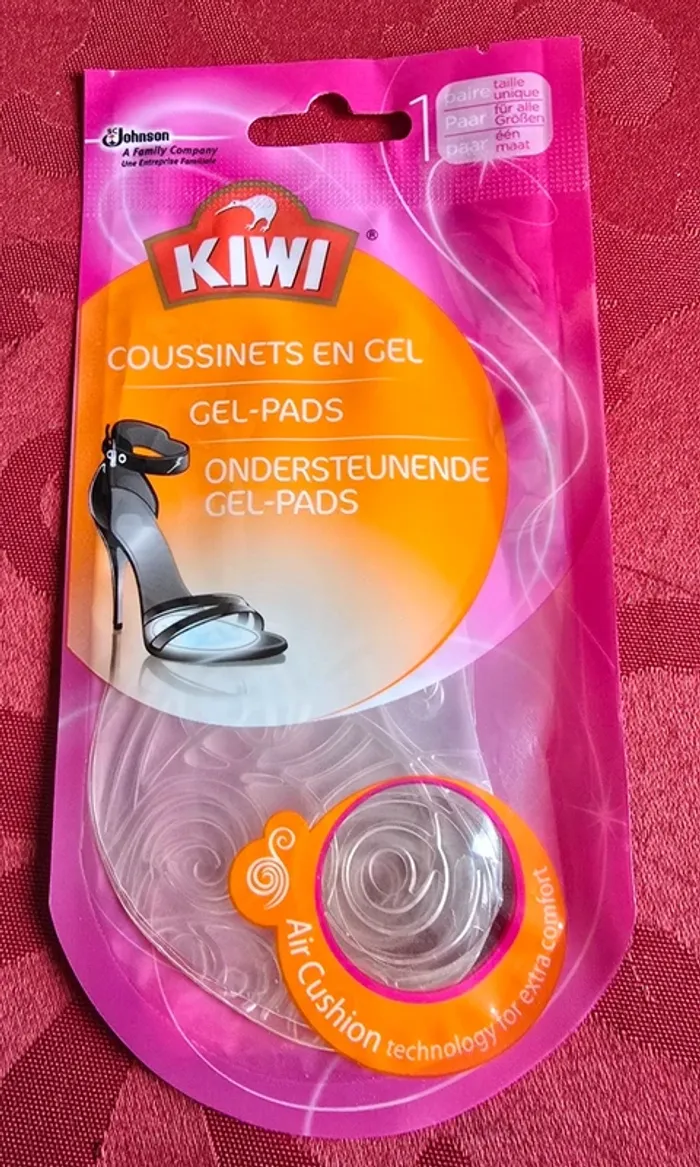 SC Johnson
A Family Company
Une Entreprise Familiale
1
paire taille unique
Paar für alle Größen
paar één maat
KIWI ®
COUSSINETS EN GEL
GEL-PADS
ONDERSTEUNENDE
GEL-PADS
Air Cushion technology for extra comfort